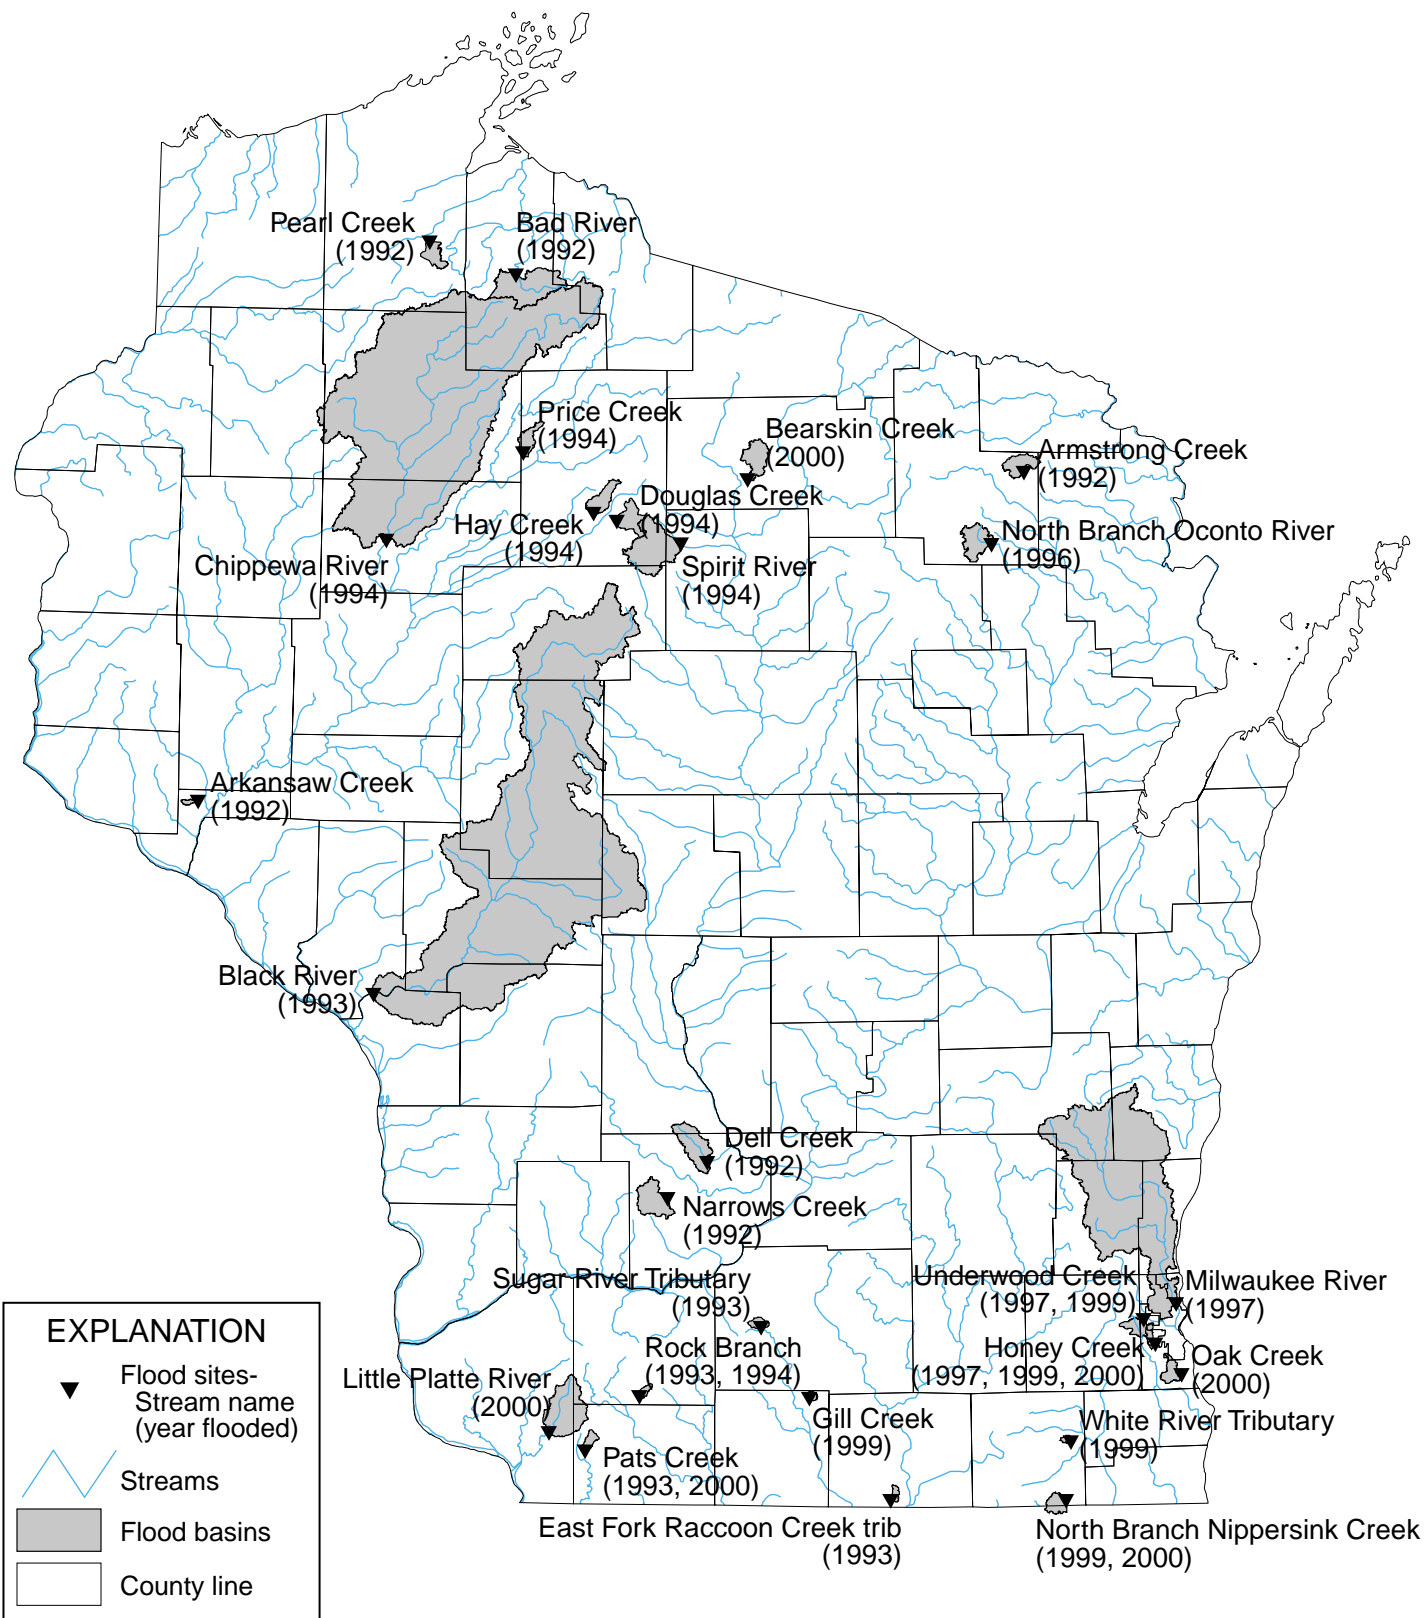 Pearl Creek
(1992)
Bad River
(1992)
Price Creek
(1994)
Bearskin Creek
(2000)
Armstrong Creek
(1992)
Hay Creek
(1994)
Douglas Creek
(1994)
North Branch Oconto River
(1996)
Chippewa River
(1994)
Spirit River
(1994)
Arkansaw Creek
(1992)
Black River
(1993)
Dell Creek
(1992)
Narrows Creek
(1992)
Sugar River Tributary
(1993)
Underwood Creek
(1997, 1999)
Milwaukee River
(1997)
Rock Branch
(1993, 1994)
Honey Creek
(1997, 1999, 2000)
Oak Creek
(2000)
Little Platte River
(2000)
Gill Creek
(1999)
White River Tributary
(1999)
Pats Creek
(1993, 2000)
East Fork Raccoon Creek trib
(1993)
North Branch Nippersink Creek
(1999, 2000)
EXPLANATION
Flood sites-
Stream name
(year flooded)
Streams
Flood basins
County line